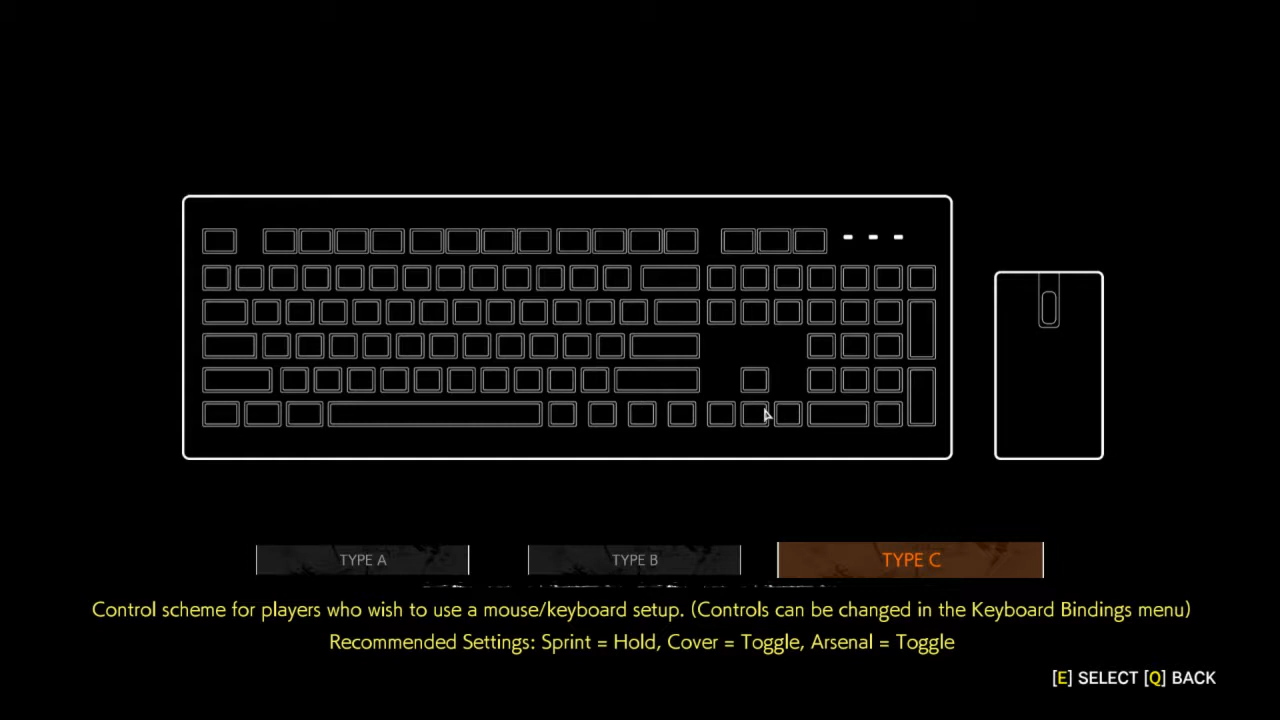 TYPE A
TYPE B
TYPE C
Control scheme for players who wish to use a mouse/keyboard setup. (Controls can be changed in the Keyboard Bindings menu)
Recommended Settings: Sprint = Hold, Cover = Toggle, Arsenal = Toggle
[E] SELECT [Q] BACK